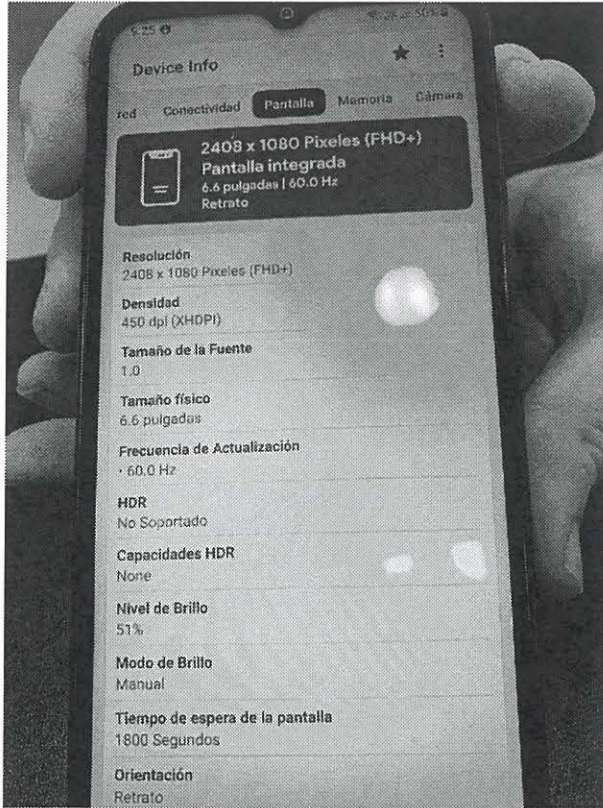 9:25
Device Info
red Conectividad Pantalla Memoria Cámara
2408 x 1080 Pixeles (FHD+)
Pantalla integrada
6.6 pulgadas | 60.0 Hz
Retrato
Resolución
2408 x 1080 Pixeles (FHD+)
Densidad
450 dpi (XHDPI)
Tamaño de la Fuente
1.0
Tamaño físico
6.6 pulgadas
Frecuencia de Actualización
• 60.0 Hz
HDR
No Soportado
Capacidades HDR
None
Nivel de Brillo
51%
Modo de Brillo
Manual
Tiempo de espera de la pantalla
1800 Segundos
Orientación
Retrato